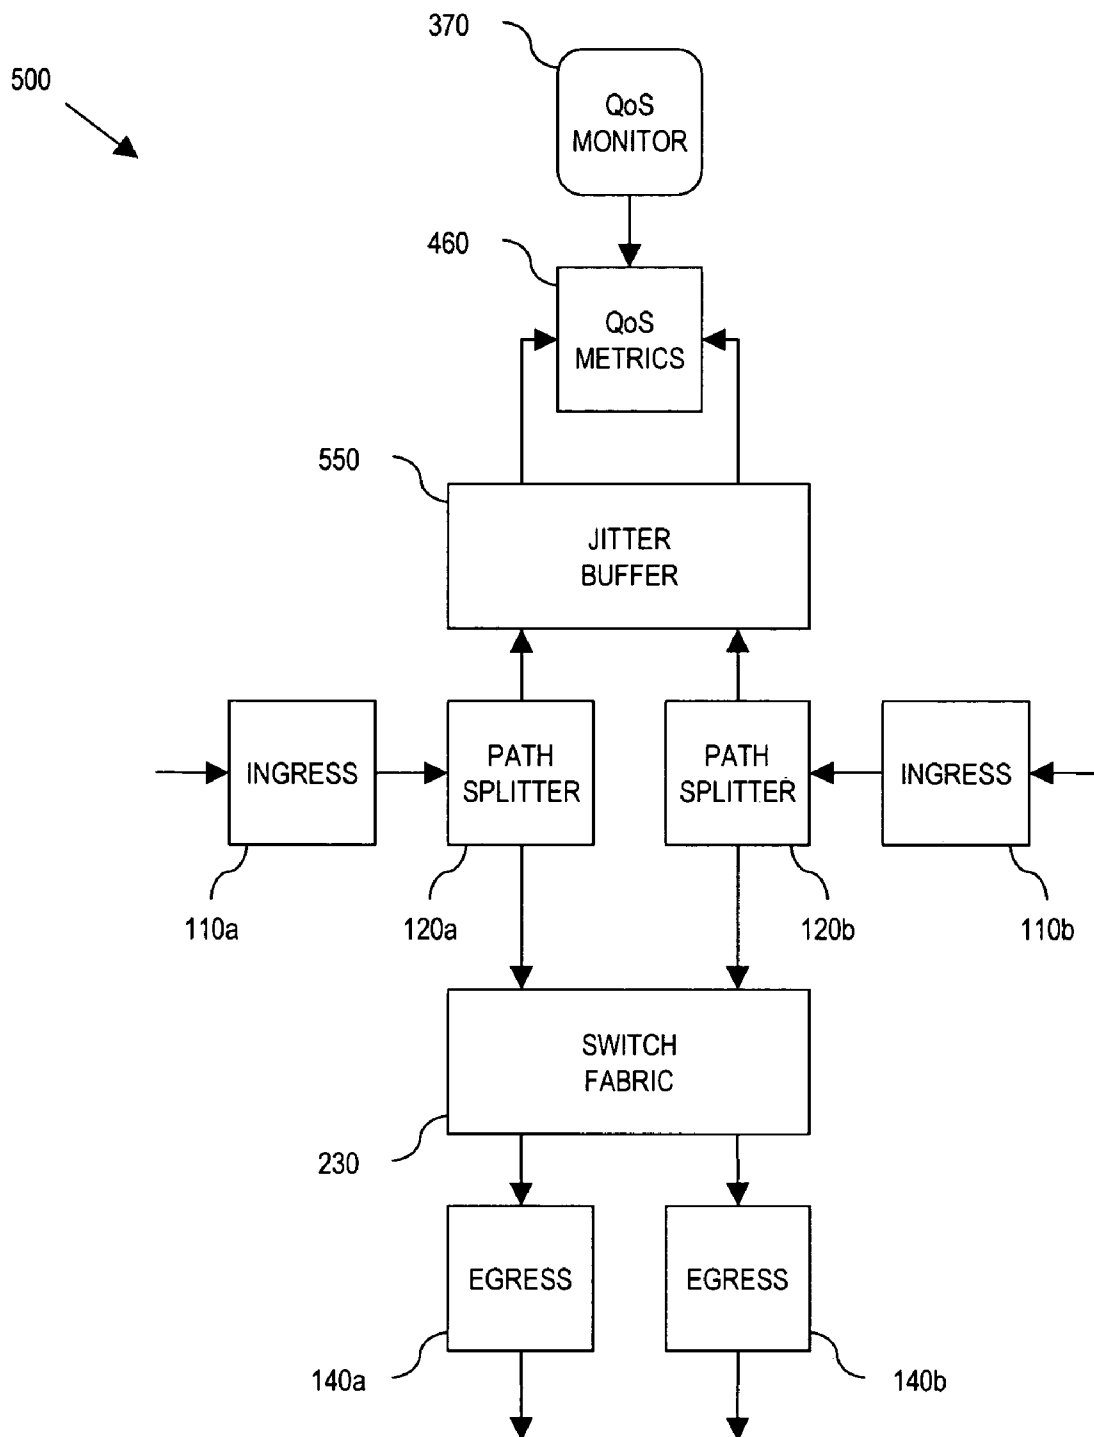 370
500
QoS
MONITOR
460
QoS
METRICS
550
JITTER
BUFFER
INGRESS
PATH
SPLITTER
PATH
SPLITTER
INGRESS
110a
120a
120b
110b
SWITCH
FABRIC
230
EGRESS
EGRESS
140a
140b